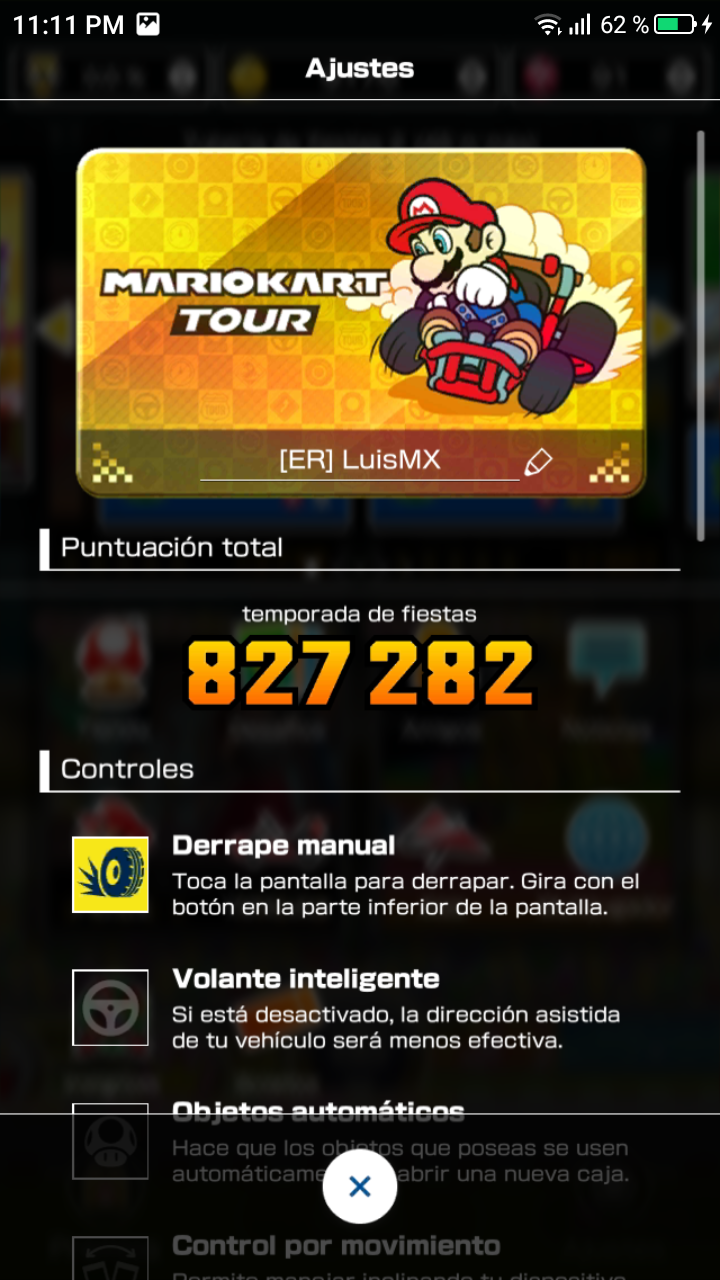 11:11 PM
62 %
Ajustes
MARIOKART
TOUR
[ER] LuisMX
Puntuación total
temporada de fiestas
827 282
Controles
Derrape manual
Toca la pantalla para derrapar. Gira con el
botón en la parte inferior de la pantalla.
Volante inteligente
Si está desactivado, la dirección asistida
de tu vehículo será menos efectiva.
Objetos automáticos
Hace que los objetos que poseas se usen
abrir una nueva caja.
Control por movimiento